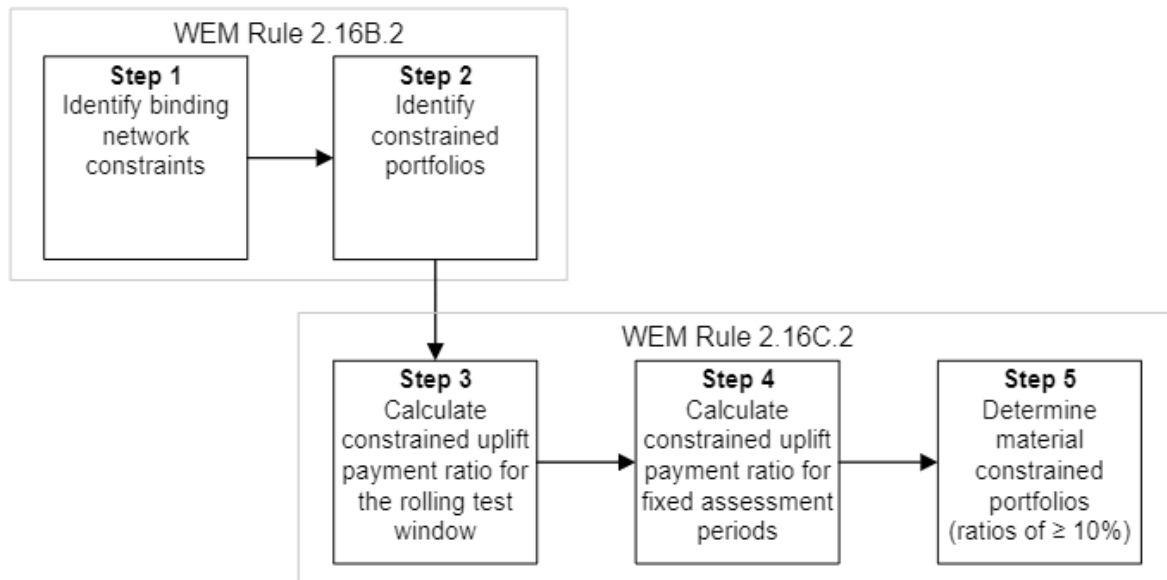 WEM Rule 2.16B.2
Step 1
Identify binding
network
constraints
Step 2
Identify
constrained
portfolios
WEM Rule 2.16C.2
Step 3
Calculate
constrained uplift
payment ratio for
the rolling test
window
Step 4
Calculate
constrained uplift
payment ratio for
fixed assessment
periods
Step 5
Determine
material
constrained
portfolios
(ratios of ≥ 10%)